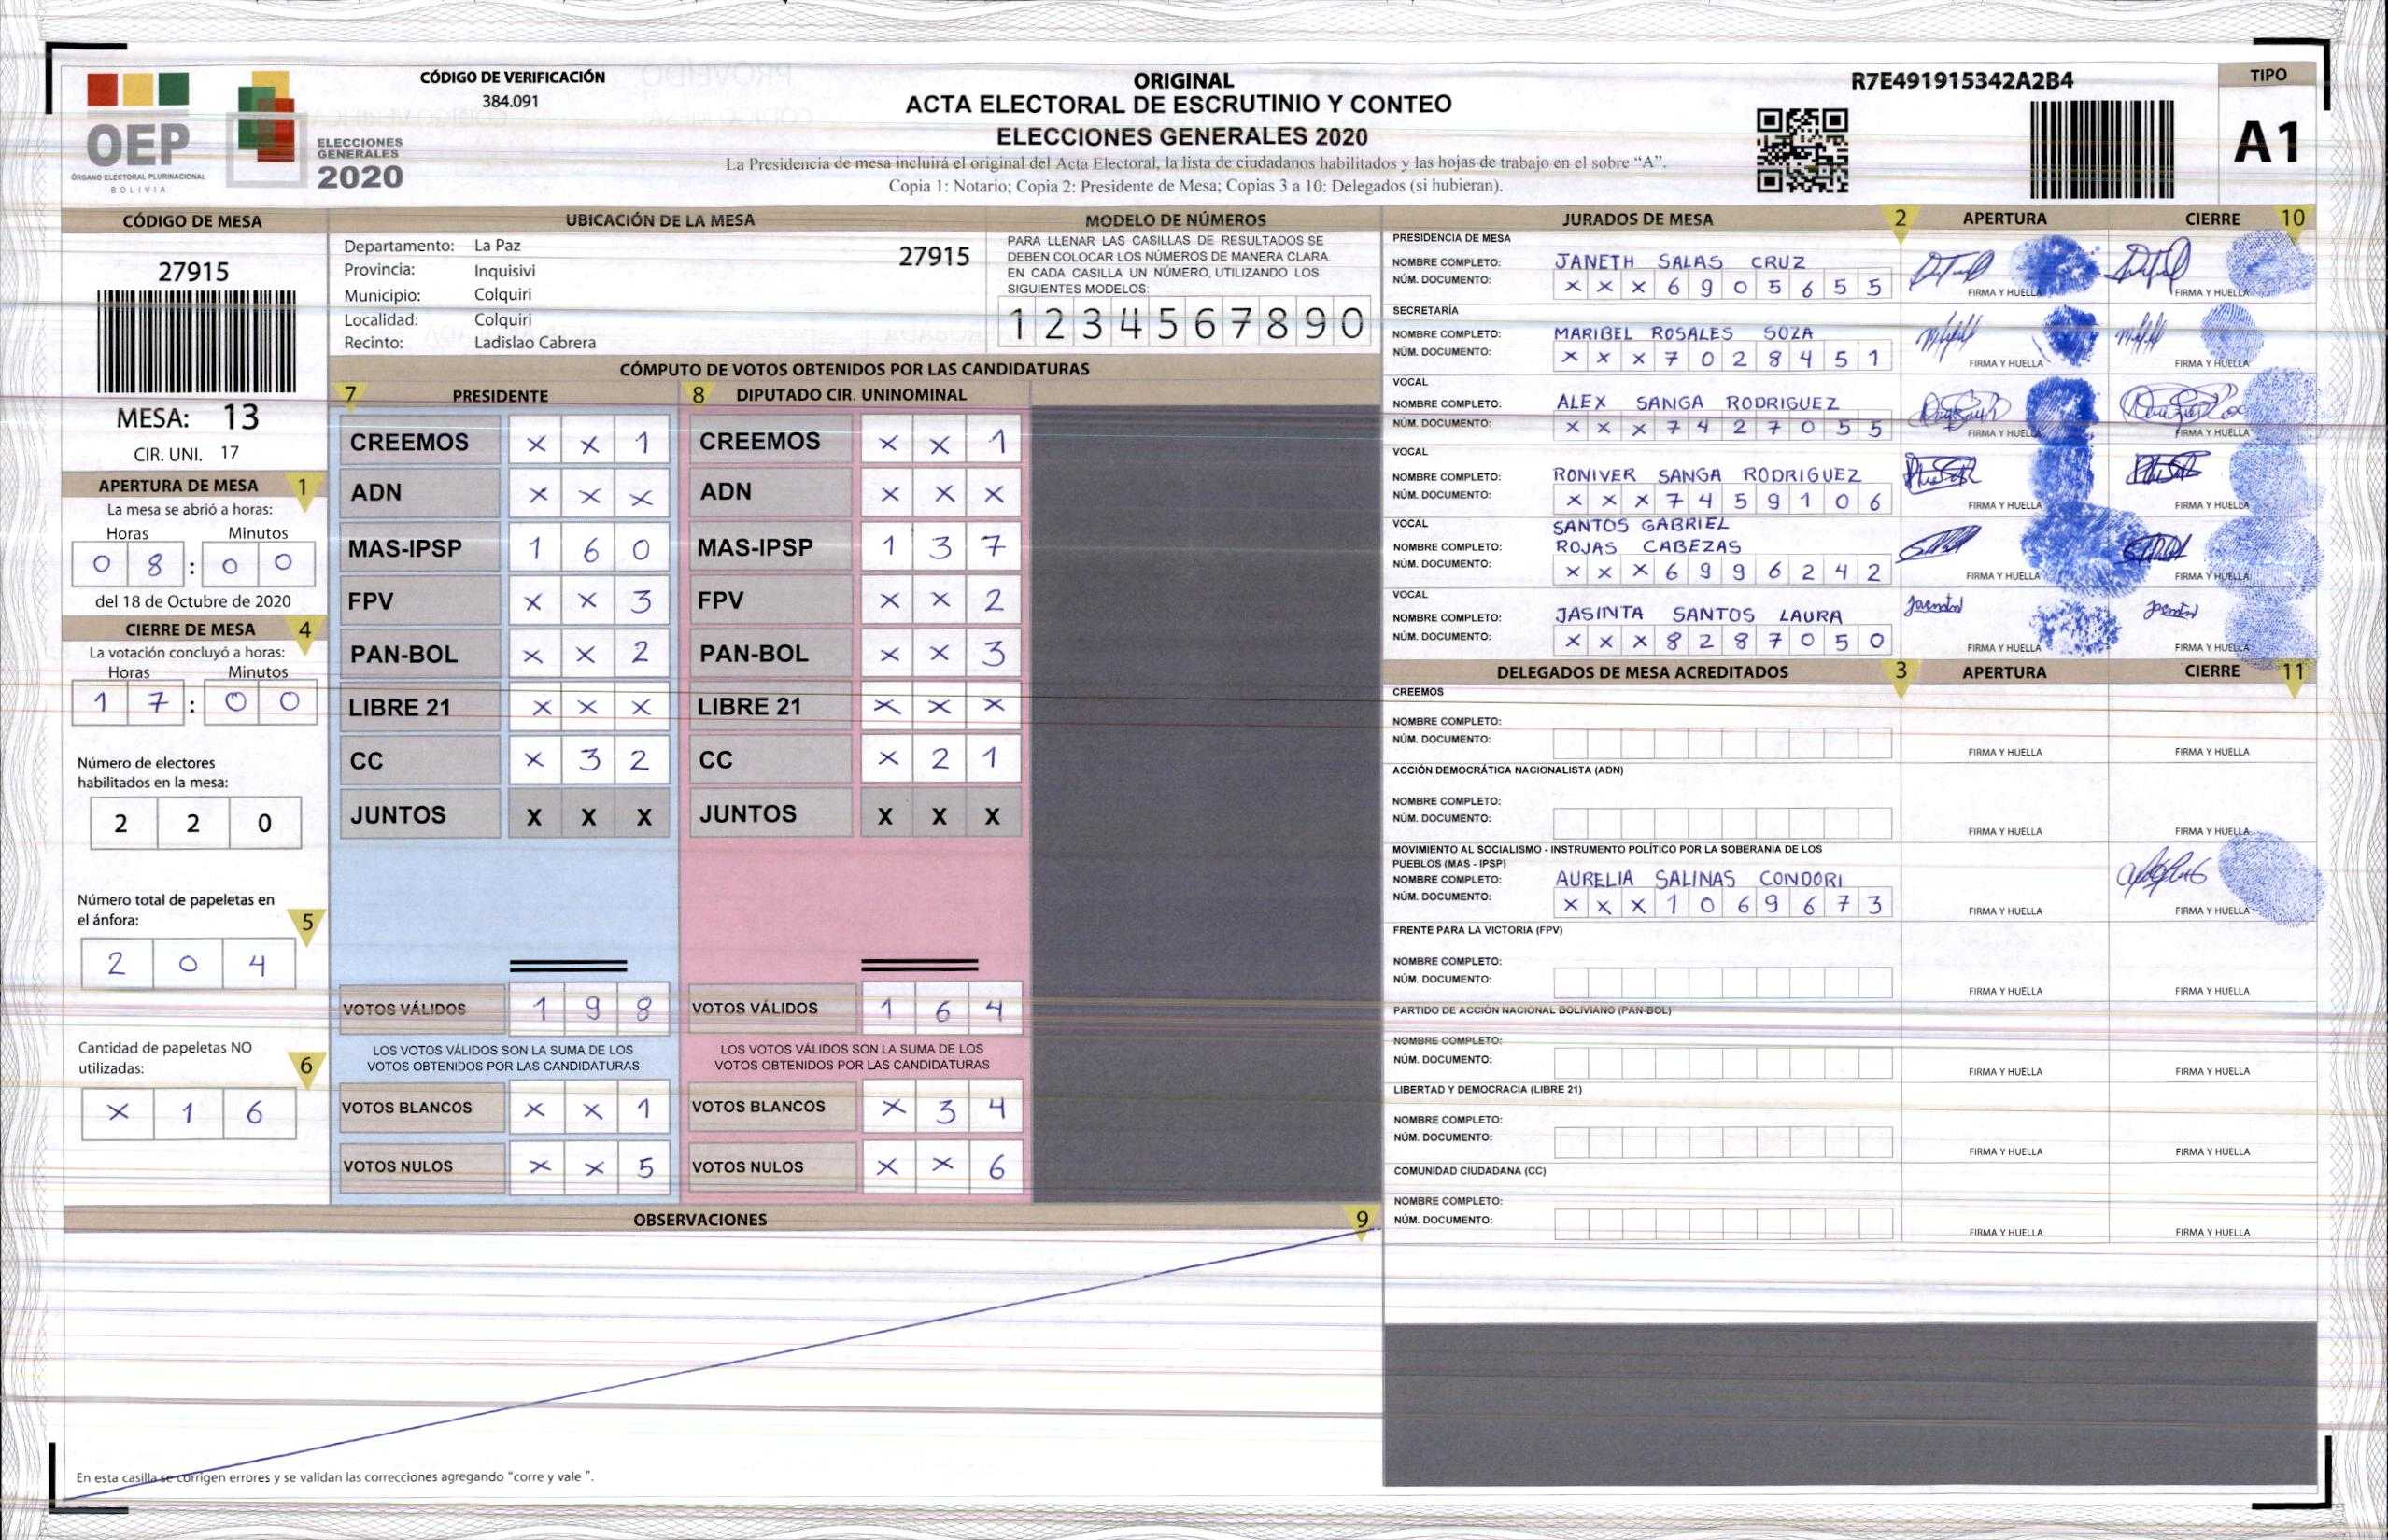 CÓDIGO DE VERIFICACIÓN
384.091
OEP
ÓRGANO ELECTORAL PLURINACIONAL
BOLIVIA
ELECCIONES
GENERALES
2020
ORIGINAL
ACTA ELECTORAL DE ESCRUTINIO Y CONTEO
ELECCIONES GENERALES 2020
La Presidencia de mesa incluirá el original del Acta Electoral, la lista de ciudadanos habilitados y las hojas de trabajo en el sobre “A”.
Copia 1: Notario; Copia 2: Presidente de Mesa; Copias 3 a 10: Delegados (si hubieran).
R7E491915342A2B4
TIPO
A1
CÓDIGO DE MESA
27915
MESA: 13
CIR. UNI. 17
APERTURA DE MESA 1
La mesa se abrió a horas:
Horas Minutos
0 8 : 0 0
del 18 de Octubre de 2020
CIERRE DE MESA 4
La votación concluyó a horas:
Horas Minutos
1 7 : 0 0
Número de electores
habilitados en la mesa:
2 2 0
Número total de papeletas en
el ánfora: 5
2 0 4
Cantidad de papeletas NO
utilizadas: 6
X 1 6
UBICACIÓN DE LA MESA
Departamento: La Paz 27915
Provincia: Inquisivi
Municipio: Colquiri
Localidad: Colquiri
Recinto: Ladislao Cabrera
MODELO DE NÚMEROS
PARA LLENAR LAS CASILLAS DE RESULTADOS SE
DEBEN COLOCAR LOS NÚMEROS DE MANERA CLARA.
EN CADA CASILLA UN NÚMERO, UTILIZANDO LOS
SIGUIENTES MODELOS:
1 2 3 4 5 6 7 8 9 0
CÓMPUTO DE VOTOS OBTENIDOS POR LAS CANDIDATURAS
7 PRESIDENTE 8 DIPUTADO CIR. UNINOMINAL
CREEMOS X X 1 CREEMOS X X 1
ADN X X X ADN X X X
MAS-IPSP 1 6 0 MAS-IPSP 1 3 7
FPV X X 3 FPV X X 2
PAN-BOL X X 2 PAN-BOL X X 3
LIBRE 21 X X X LIBRE 21 X X X
CC X 3 2 CC X 2 1
JUNTOS X X X JUNTOS X X X
VOTOS VÁLIDOS 1 9 8 VOTOS VÁLIDOS 1 6 4
LOS VOTOS VÁLIDOS SON LA SUMA DE LOS LOS VOTOS VÁLIDOS SON LA SUMA DE LOS
VOTOS OBTENIDOS POR LAS CANDIDATURAS VOTOS OBTENIDOS POR LAS CANDIDATURAS
VOTOS BLANCOS X X 1 VOTOS BLANCOS X 3 4
VOTOS NULOS X X 5 VOTOS NULOS X X 6
OBSERVACIONES 9
En esta casilla se corrigen errores y se validan las correcciones agregando “corre y vale ”.
JURADOS DE MESA 2 APERTURA CIERRE 10
PRESIDENCIA DE MESA
NOMBRE COMPLETO: JANETH SALAS CRUZ
NÚM. DOCUMENTO: X X X 6 9 0 5 6 5 5 FIRMA Y HUELLA FIRMA Y HUELLA
SECRETARÍA
NOMBRE COMPLETO: MARIBEL ROSALES SOZA
NÚM. DOCUMENTO: X X X 7 0 2 8 4 5 1 FIRMA Y HUELLA FIRMA Y HUELLA
VOCAL
NOMBRE COMPLETO: ALEX SANGA RODRIGUEZ
NÚM. DOCUMENTO: X X X 7 4 2 7 0 5 5 FIRMA Y HUELLA FIRMA Y HUELLA
VOCAL
NOMBRE COMPLETO: RONIVER SANGA RODRIGUEZ
NÚM. DOCUMENTO: X X X 7 4 5 9 1 0 6 FIRMA Y HUELLA FIRMA Y HUELLA
VOCAL SANTOS GABRIEL
NOMBRE COMPLETO: ROJAS CABEZAS
NÚM. DOCUMENTO: X X X 6 9 9 6 2 4 2 FIRMA Y HUELLA FIRMA Y HUELLA
VOCAL
NOMBRE COMPLETO: JASINTA SANTOS LAURA
NÚM. DOCUMENTO: X X X 8 2 8 7 0 5 0 FIRMA Y HUELLA FIRMA Y HUELLA
DELEGADOS DE MESA ACREDITADOS 3 APERTURA CIERRE 11
CREEMOS
NOMBRE COMPLETO:
NÚM. DOCUMENTO: FIRMA Y HUELLA FIRMA Y HUELLA
ACCIÓN DEMOCRÁTICA NACIONALISTA (ADN)
NOMBRE COMPLETO:
NÚM. DOCUMENTO: FIRMA Y HUELLA FIRMA Y HUELLA
MOVIMIENTO AL SOCIALISMO - INSTRUMENTO POLÍTICO POR LA SOBERANIA DE LOS
PUEBLOS (MAS - IPSP)
NOMBRE COMPLETO: AURELIA SALINAS CONDORI
NÚM. DOCUMENTO: X X X 1 0 6 9 6 7 3 FIRMA Y HUELLA FIRMA Y HUELLA
FRENTE PARA LA VICTORIA (FPV)
NOMBRE COMPLETO:
NÚM. DOCUMENTO: FIRMA Y HUELLA FIRMA Y HUELLA
PARTIDO DE ACCIÓN NACIONAL BOLIVIANO (PAN-BOL)
NOMBRE COMPLETO:
NÚM. DOCUMENTO: FIRMA Y HUELLA FIRMA Y HUELLA
LIBERTAD Y DEMOCRACIA (LIBRE 21)
NOMBRE COMPLETO:
NÚM. DOCUMENTO: FIRMA Y HUELLA FIRMA Y HUELLA
COMUNIDAD CIUDADANA (CC)
NOMBRE COMPLETO:
NÚM. DOCUMENTO: FIRMA Y HUELLA FIRMA Y HUELLA